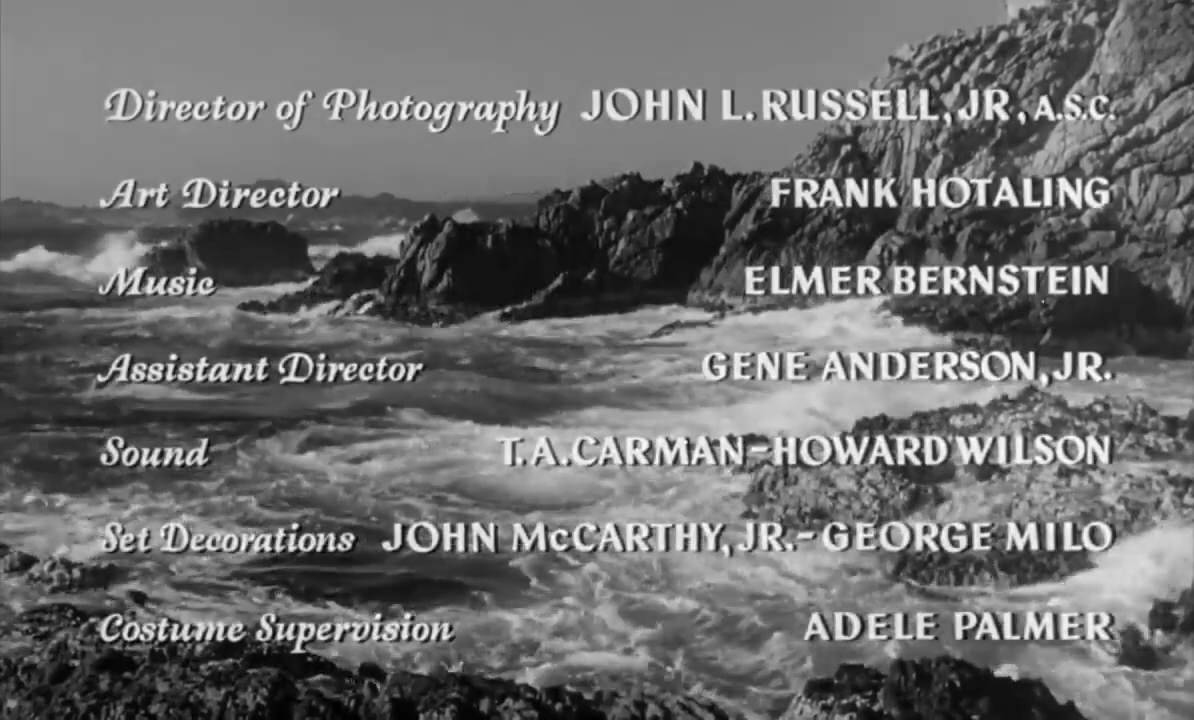 Director of Photography JOHN L. RUSSELL, JR., A.S.C.
Art Director FRANK HOTALING
Music ELMER BERNSTEIN
Assistant Director GENE ANDERSON, JR.
Sound T. A. CARMAN-HOWARD WILSON
Set Decorations JOHN McCARTHY, JR.-GEORGE MILO
Costume Supervision ADELE PALMER